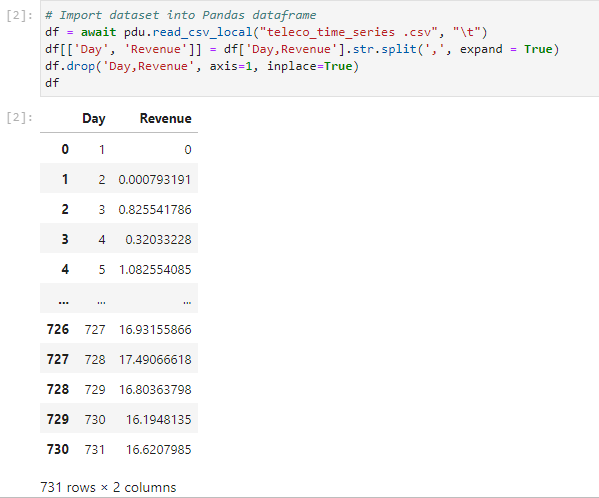 [2]: # Import dataset into Pandas dataframe
df = await pdu.read_csv_local("teleco_time_series .csv", "\t")
df[['Day', 'Revenue']] = df['Day,Revenue'].str.split(',', expand = True)
df.drop('Day,Revenue', axis=1, inplace=True)
df
[2]: Day Revenue
0 1 0
1 2 0.000793191
2 3 0.825541786
3 4 0.32033228
4 5 1.082554085
... ... ...
726 727 16.93155866
727 728 17.49066618
728 729 16.80363798
729 730 16.1948135
730 731 16.6207985
731 rows × 2 columns